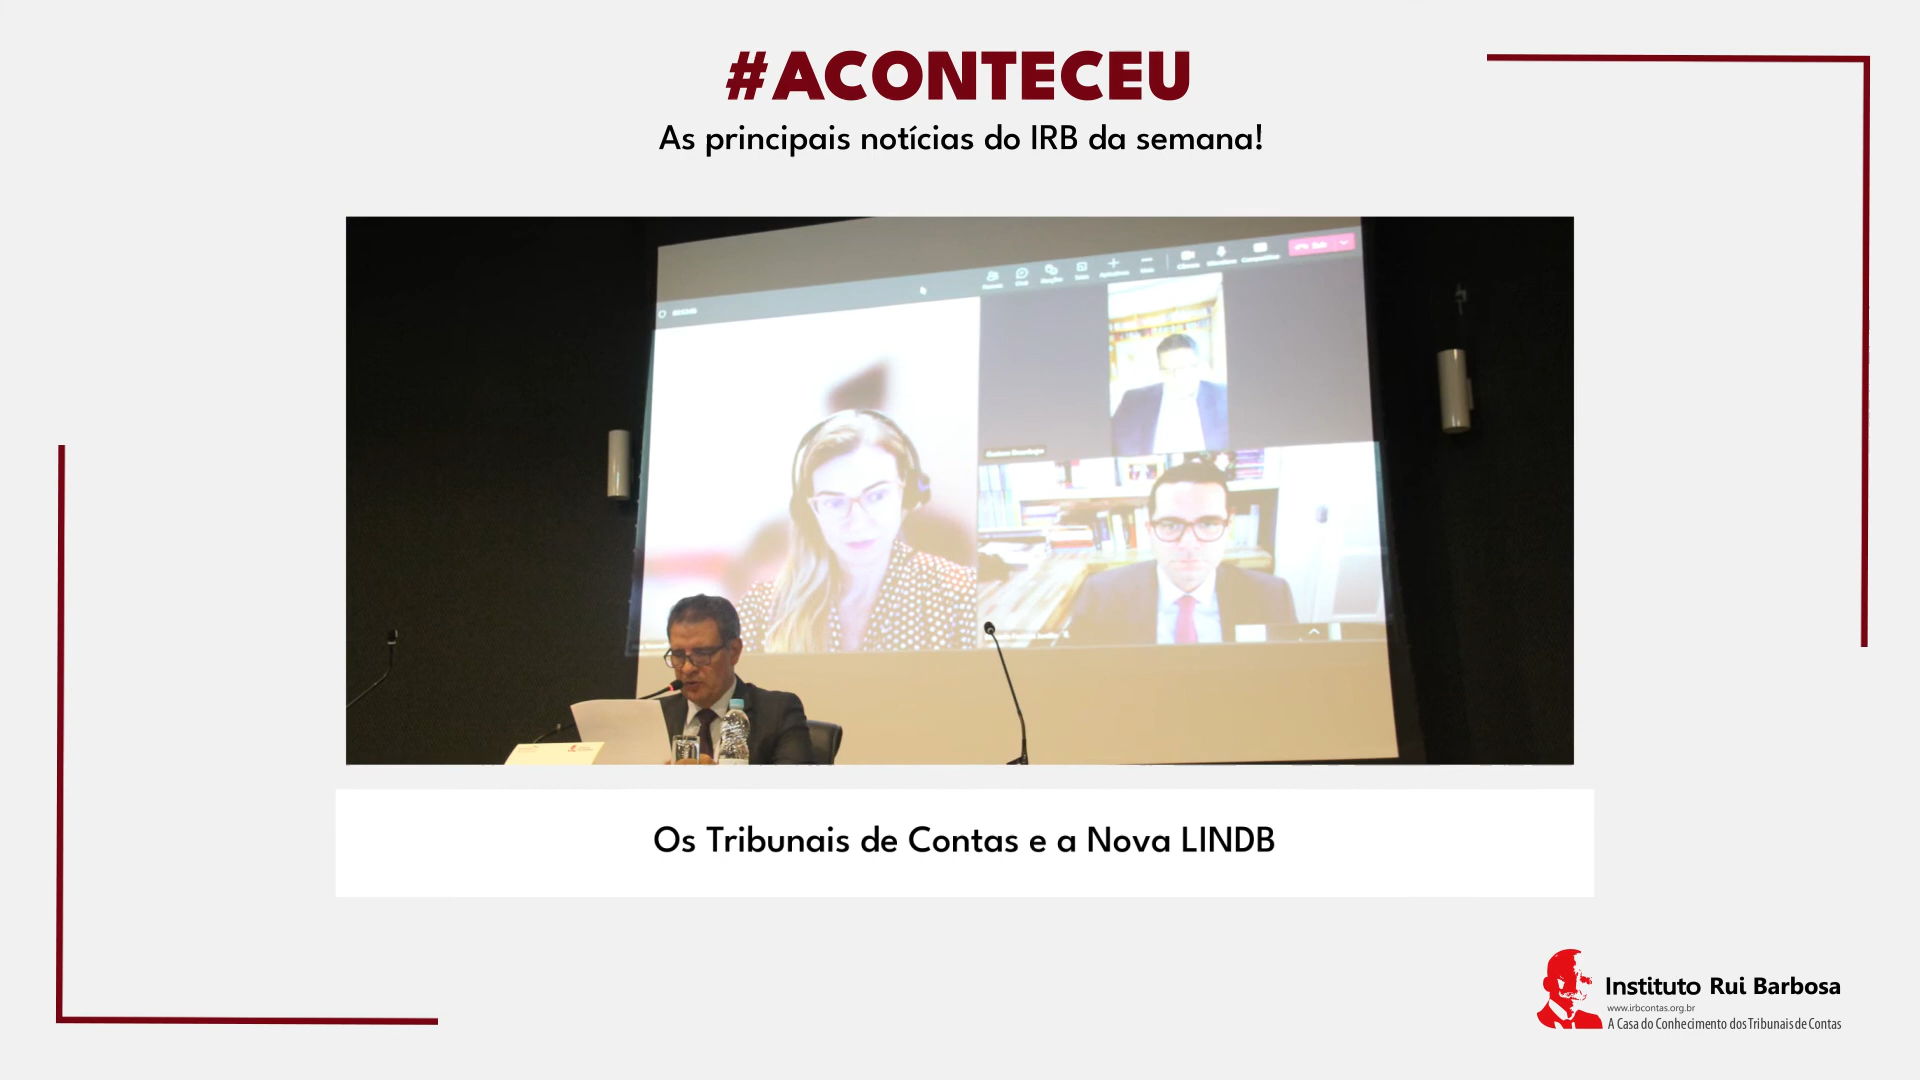 #ACONTECEU
As principais notícias do IRB da semana!
Os Tribunais de Contas e a Nova LINDB
Instituto Rui Barbosa
www.irbcontas.org.br
A Casa do Conhecimento dos Tribunais de Contas